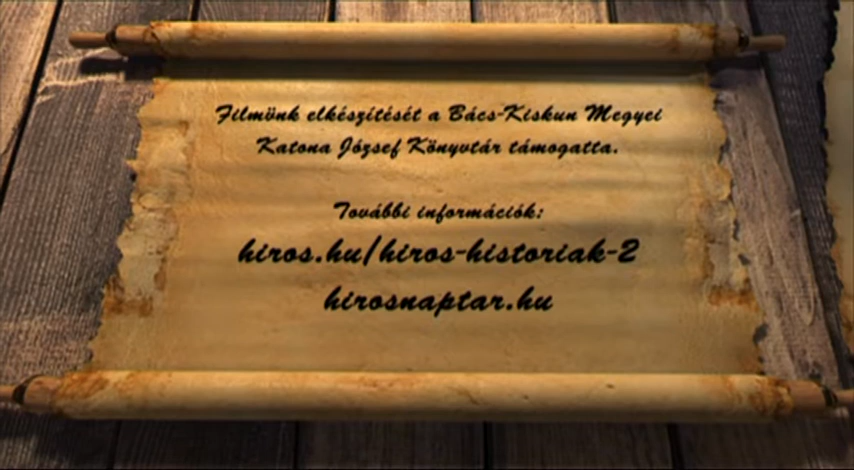 Filmünk elkészítését a Bács-Kiskun Megyei
Katona József Könyvtár támogatta.
További információk:
hiros.hu/hiros-historiak-2
hirosnaptar.hu